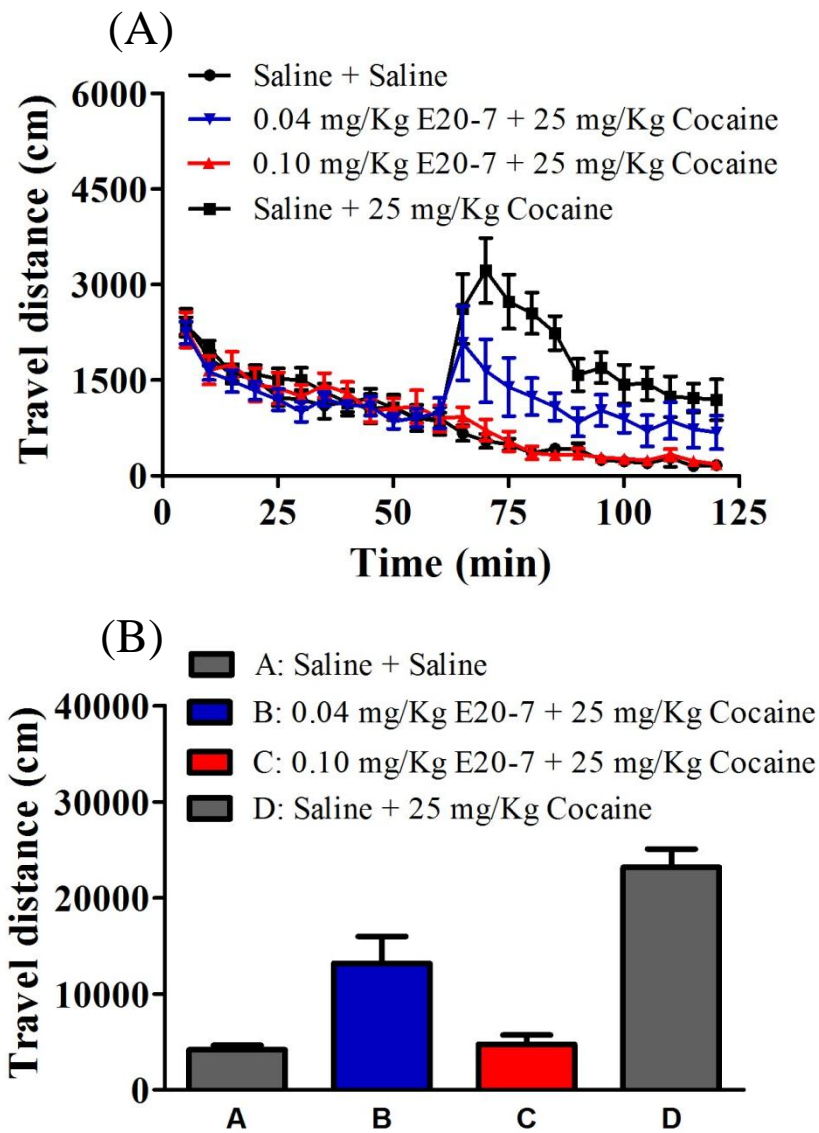 (A)
Saline + Saline
0.04 mg/Kg E20-7 + 25 mg/Kg Cocaine
0.10 mg/Kg E20-7 + 25 mg/Kg Cocaine
Saline + 25 mg/Kg Cocaine
Travel distance (cm)
6000
4500
3000
1500
0
0 25 50 75 100 125
Time (min)
(B)
A: Saline + Saline
B: 0.04 mg/Kg E20-7 + 25 mg/Kg Cocaine
C: 0.10 mg/Kg E20-7 + 25 mg/Kg Cocaine
D: Saline + 25 mg/Kg Cocaine
Travel distance (cm)
40000
30000
20000
10000
0
A B C D